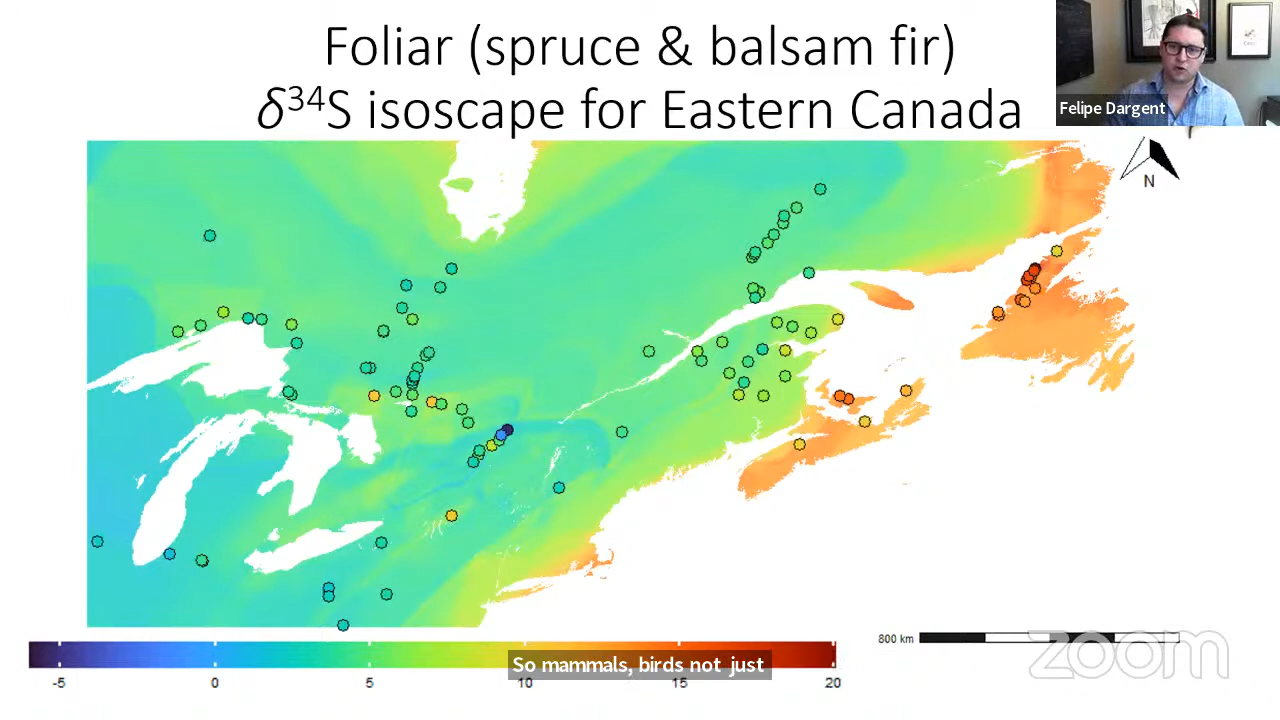 Foliar (spruce & balsam fir)
δ³⁴S isoscape for Eastern Canada
Felipe Dargent
N
800 km
So mammals, birds not just
-5 0 5 10 15 20
zoom